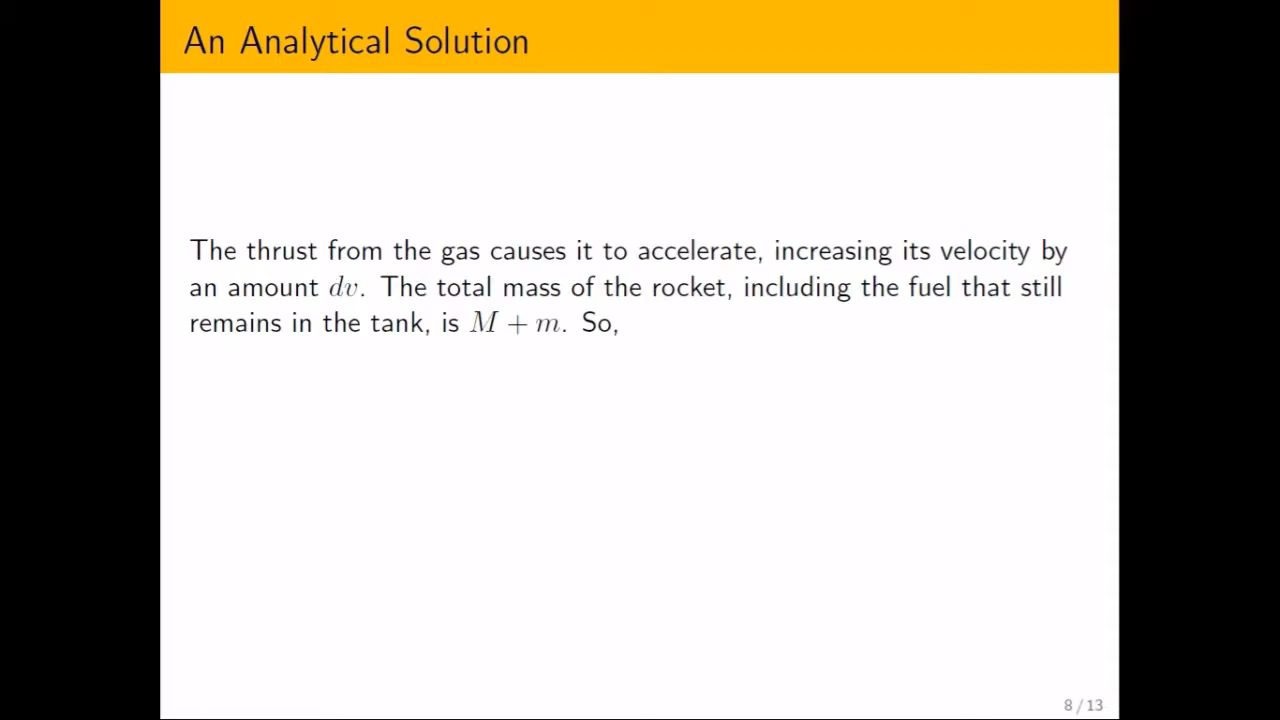 An Analytical Solution
The thrust from the gas causes it to accelerate, increasing its velocity by
an amount dv. The total mass of the rocket, including the fuel that still
remains in the tank, is M + m. So,
8 / 13